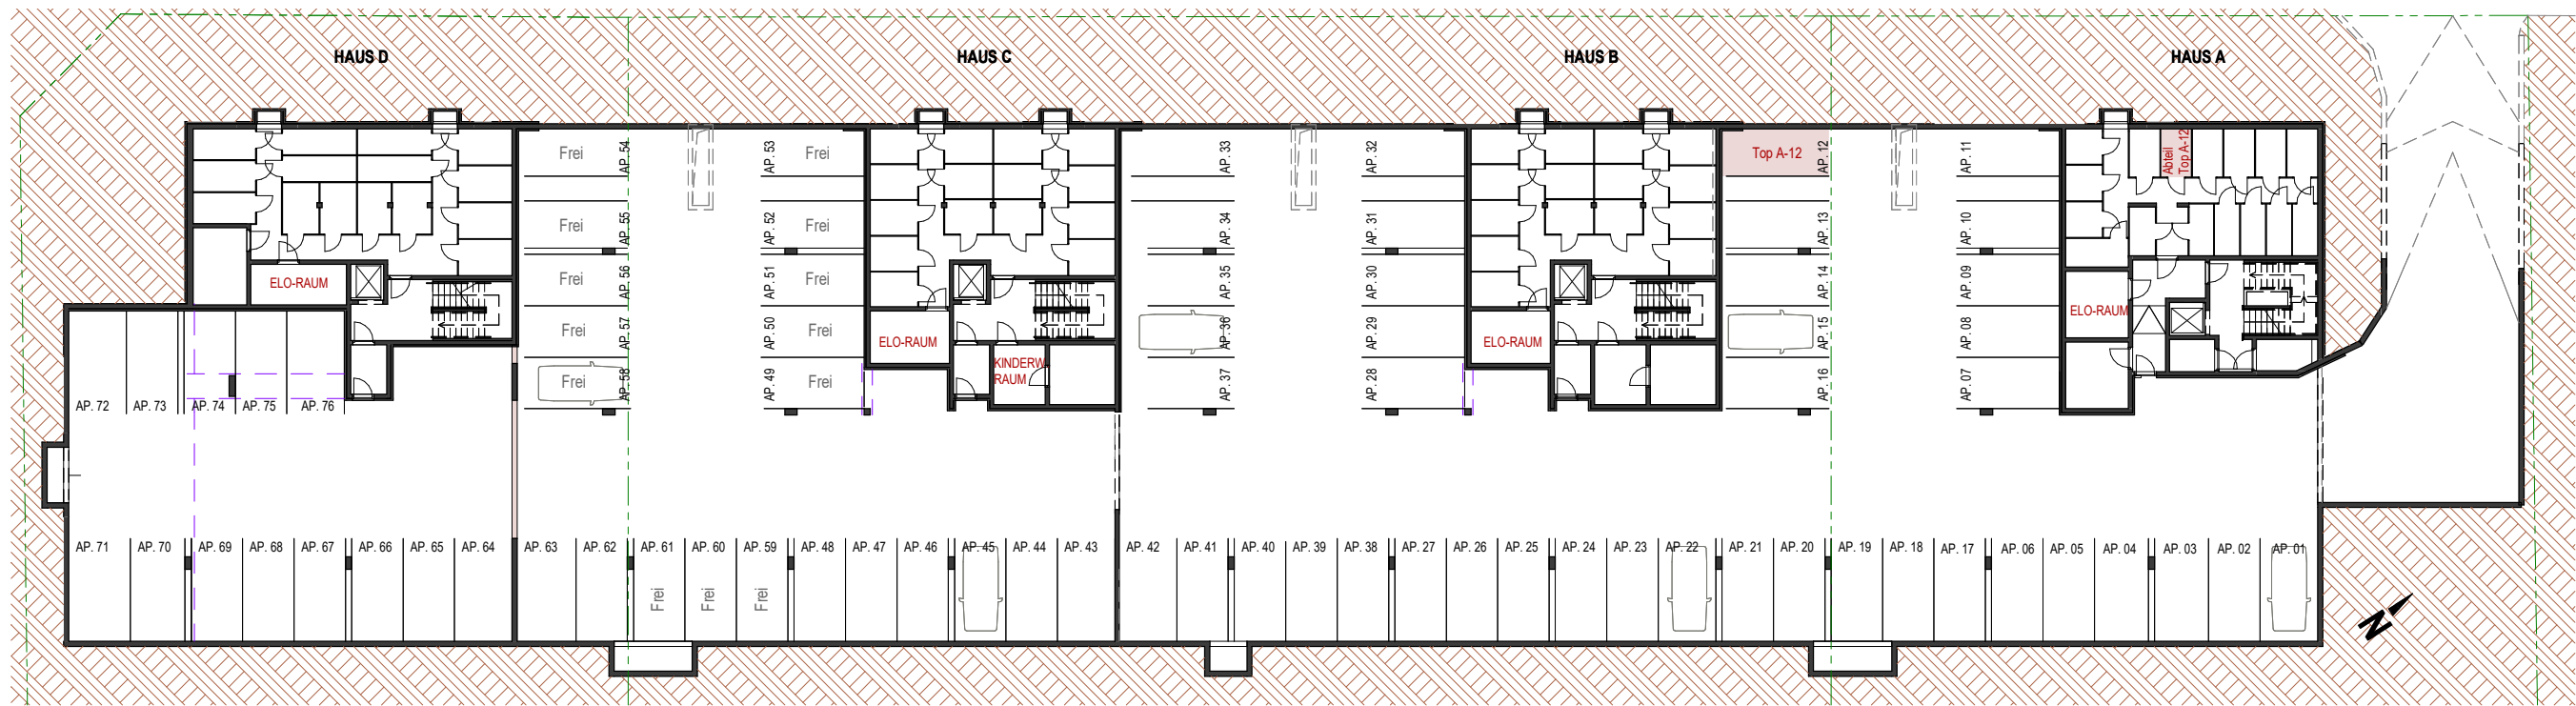 HAUS D
HAUS C
HAUS B
HAUS A
Frei
AP. 54
AP. 53
Frei
AP. 33
AP. 32
Top A-12
AP. 12
AP. 11
Abteil
Top A-12
Frei
AP. 55
AP. 52
Frei
AP. 34
AP. 31
AP. 13
AP. 10
ELO-RAUM
Frei
AP. 56
AP. 51
Frei
AP. 35
AP. 30
AP. 14
AP. 09
Frei
AP. 57
AP. 50
Frei
ELO-RAUM
AP. 36
AP. 29
ELO-RAUM
AP. 15
AP. 08
ELO-RAUM
Frei
AP. 58
AP. 49
Frei
KINDERW.
RAUM
AP. 37
AP. 28
AP. 16
AP. 07
AP. 72
AP. 73
AP. 74
AP. 75
AP. 76
AP. 71
AP. 70
AP. 69
AP. 68
AP. 67
AP. 66
AP. 65
AP. 64
AP. 63
AP. 62
AP. 61
AP. 60
AP. 59
AP. 48
AP. 47
AP. 46
AP. 45
AP. 44
AP. 43
AP. 42
AP. 41
AP. 40
AP. 39
AP. 38
AP. 27
AP. 26
AP. 25
AP. 24
AP. 23
AP. 22
AP. 21
AP. 20
AP. 19
AP. 18
AP. 17
AP. 06
AP. 05
AP. 04
AP. 03
AP. 02
AP. 01
Frei
Frei
Frei
N